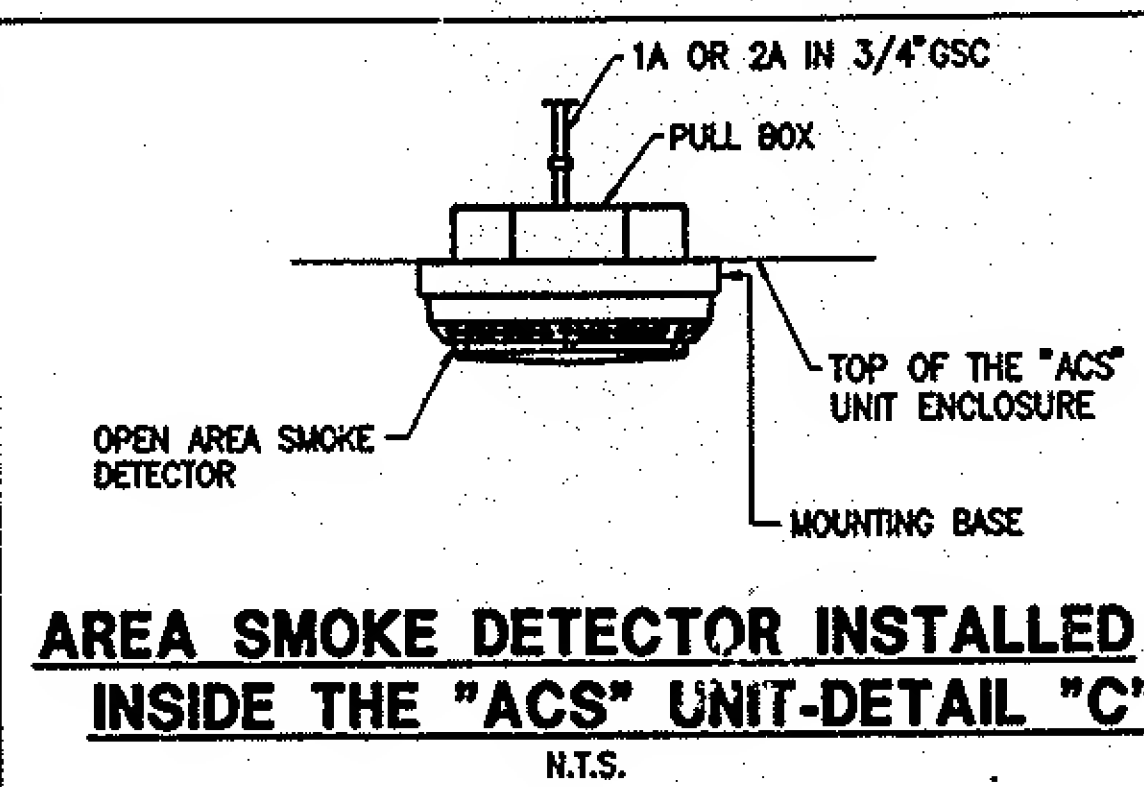 1A OR 2A IN 3/4"GSC
PULL BOX
TOP OF THE "ACS"
UNIT ENCLOSURE
OPEN AREA SMOKE
DETECTOR
MOUNTING BASE
AREA SMOKE DETECTOR INSTALLED
INSIDE THE "ACS" UNIT-DETAIL "C"
N.T.S.